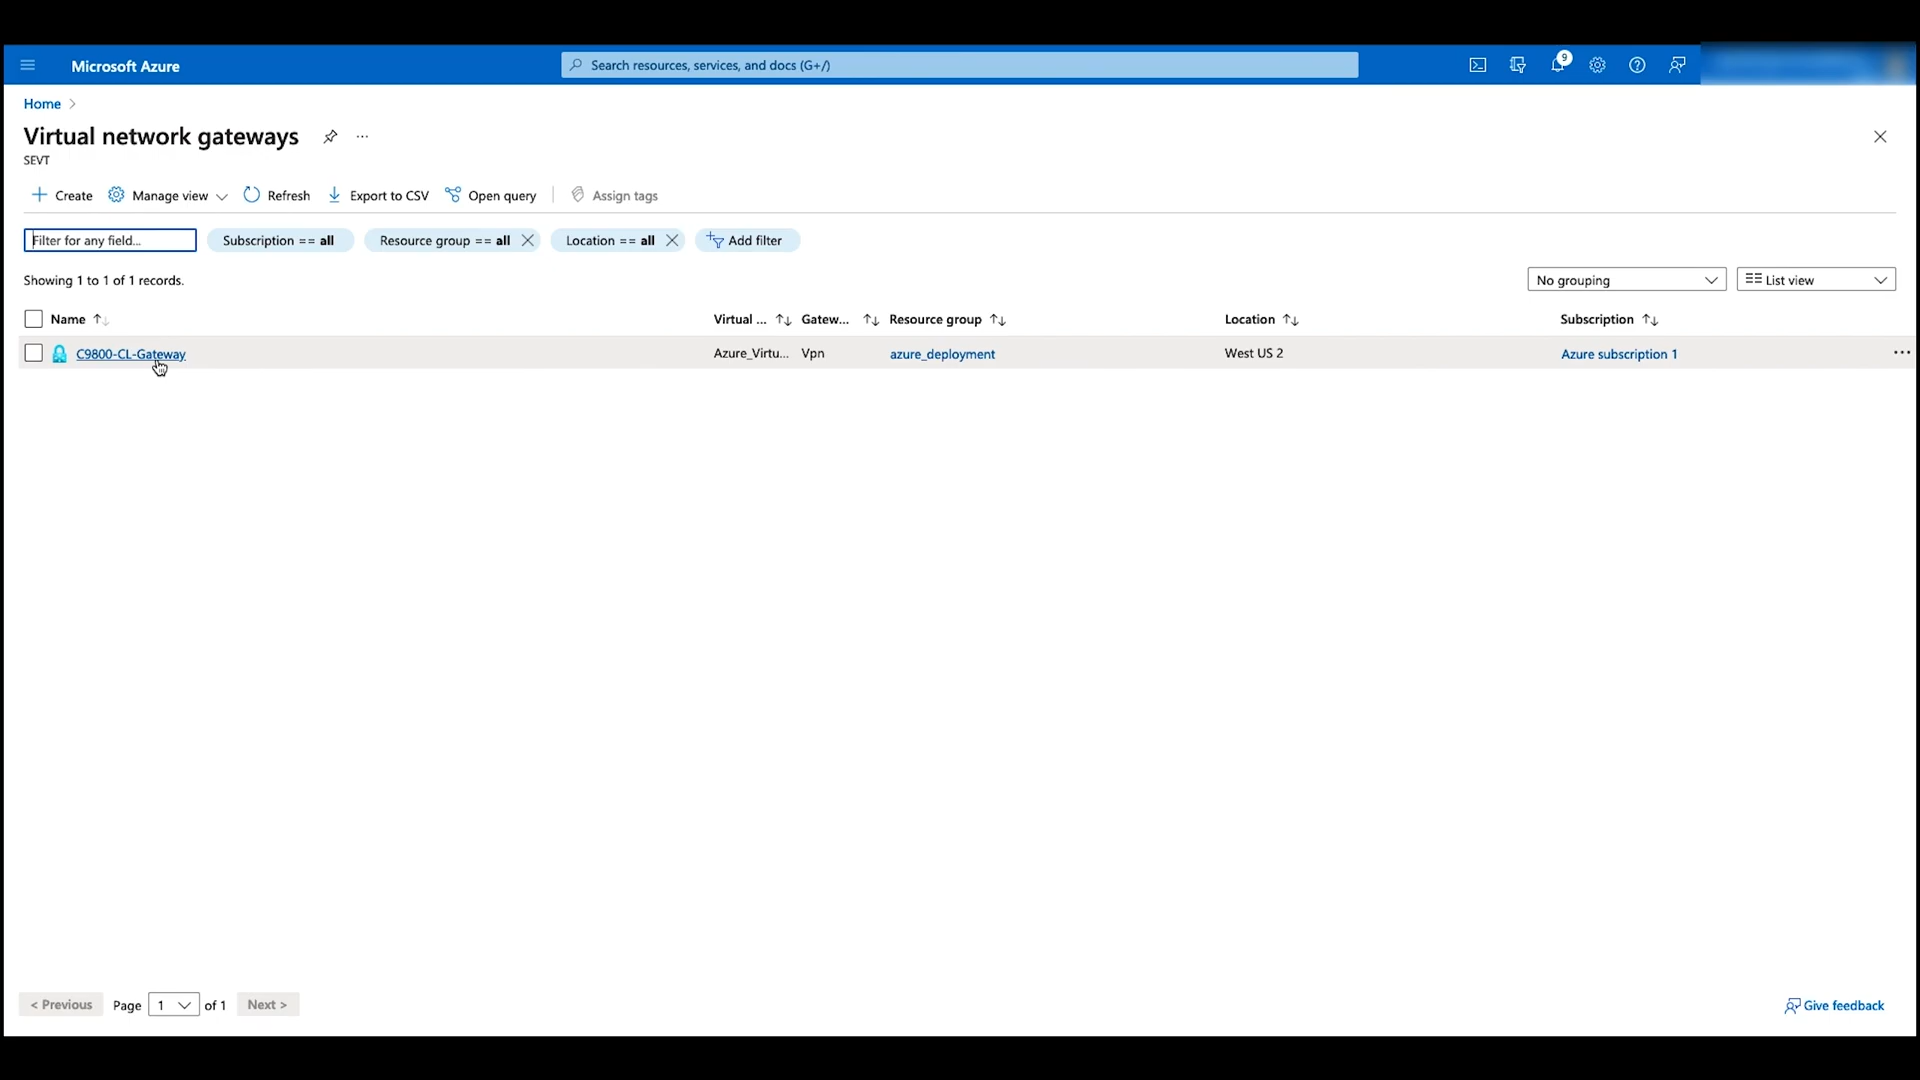 Microsoft Azure
Search resources, services, and docs (G+/)
9
Home
Virtual network gateways
...
SEVT
Create
Manage view
Refresh
Export to CSV
Open query
Assign tags
Filter for any field...
Subscription == all
Resource group == all
Location == all
Add filter
Showing 1 to 1 of 1 records.
No grouping
List view
Name
Virtual ...
Gatew...
Resource group
Location
Subscription
C9800-CL-Gateway
Azure_Virtu...
Vpn
azure_deployment
West US 2
Azure subscription 1
...
< Previous
Page
1
of 1
Next >
Give feedback